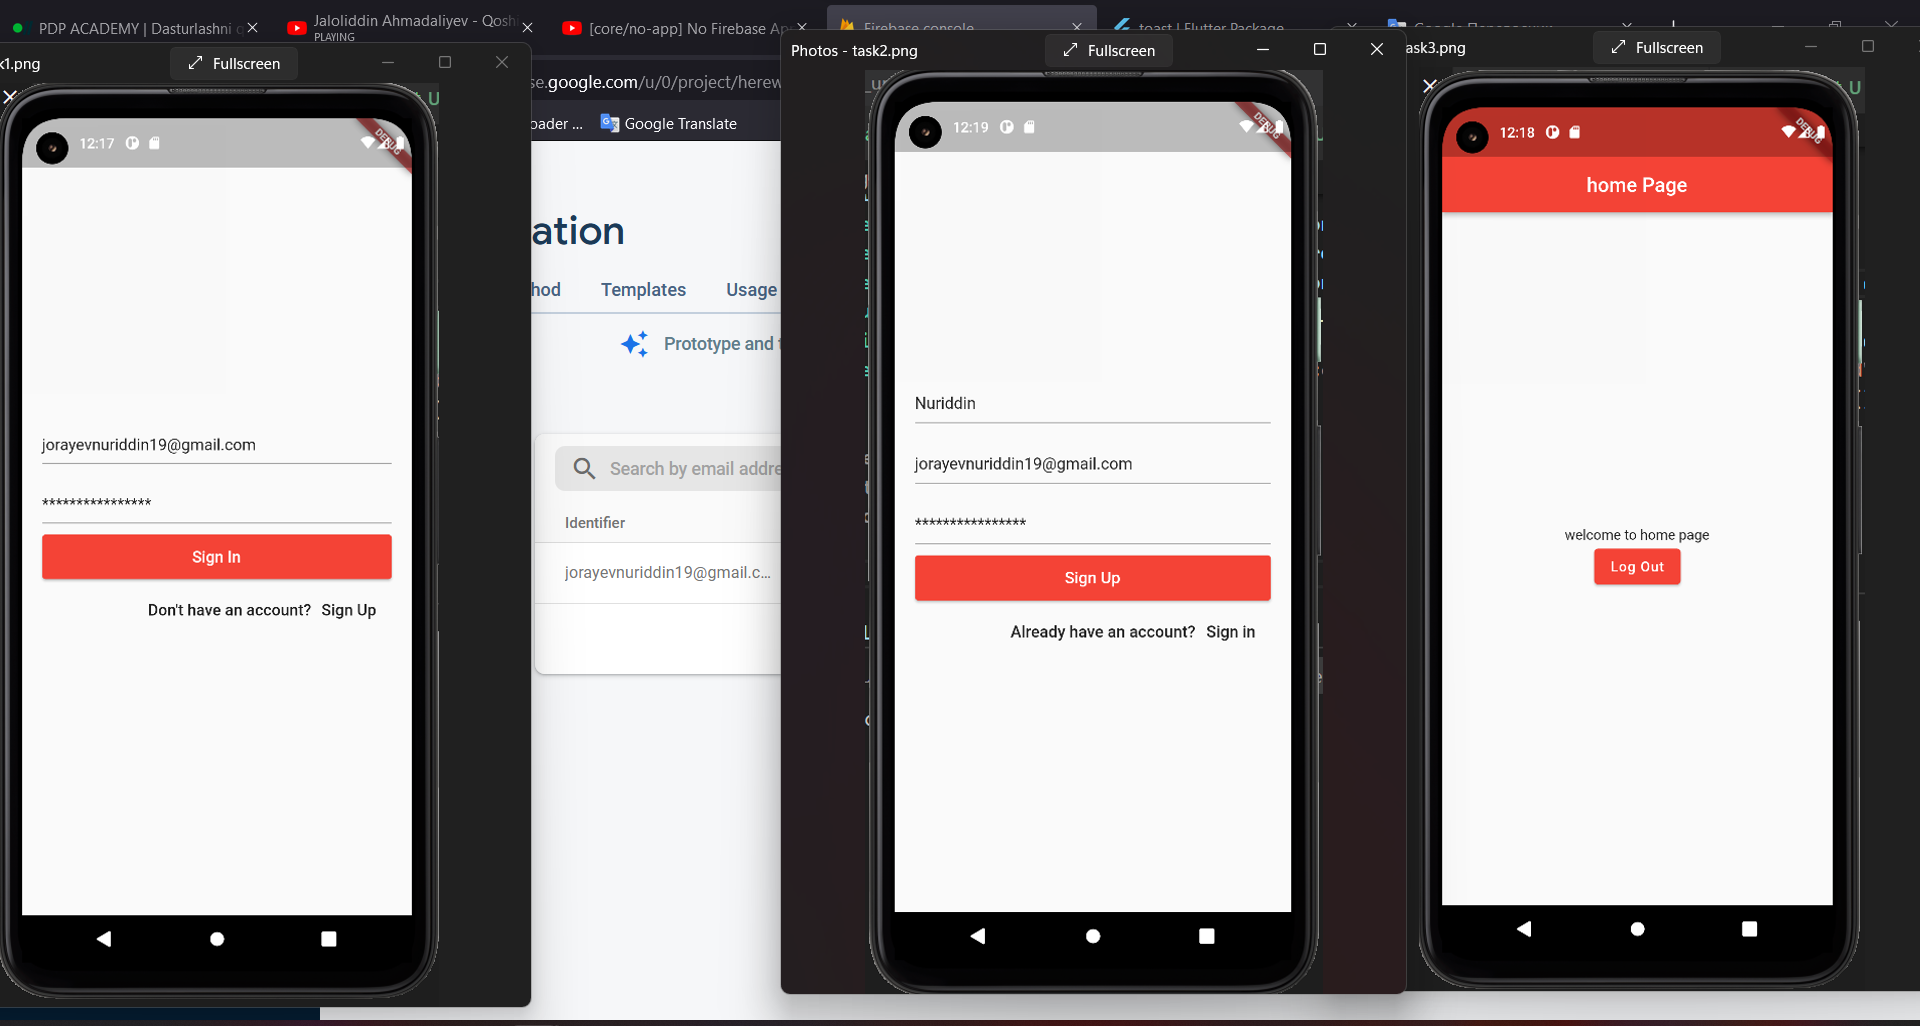 PDP ACADEMY | Dasturlashni
Jaloliddin Ahmadaliyev - Qosh
PLAYING
[core/no-app] No Firebase Ap
Firebase console
toast | Flutter Package
k1.png
Fullscreen
se.google.com/u/0/project/herew
oader ...
Google Translate
ation
hod
Templates
Usage
Prototype and t
Search by email addre
Identifier
jorayevnuriddin19@gmail.c...
12:17
DEBUG
jorayevnuriddin19@gmail.com
****************
Sign In
Don't have an account? Sign Up
Photos - task2.png
Fullscreen
12:19
DEBUG
Nuriddin
jorayevnuriddin19@gmail.com
****************
Sign Up
Already have an account? Sign in
ask3.png
Fullscreen
12:18
DEBUG
home Page
welcome to home page
Log Out